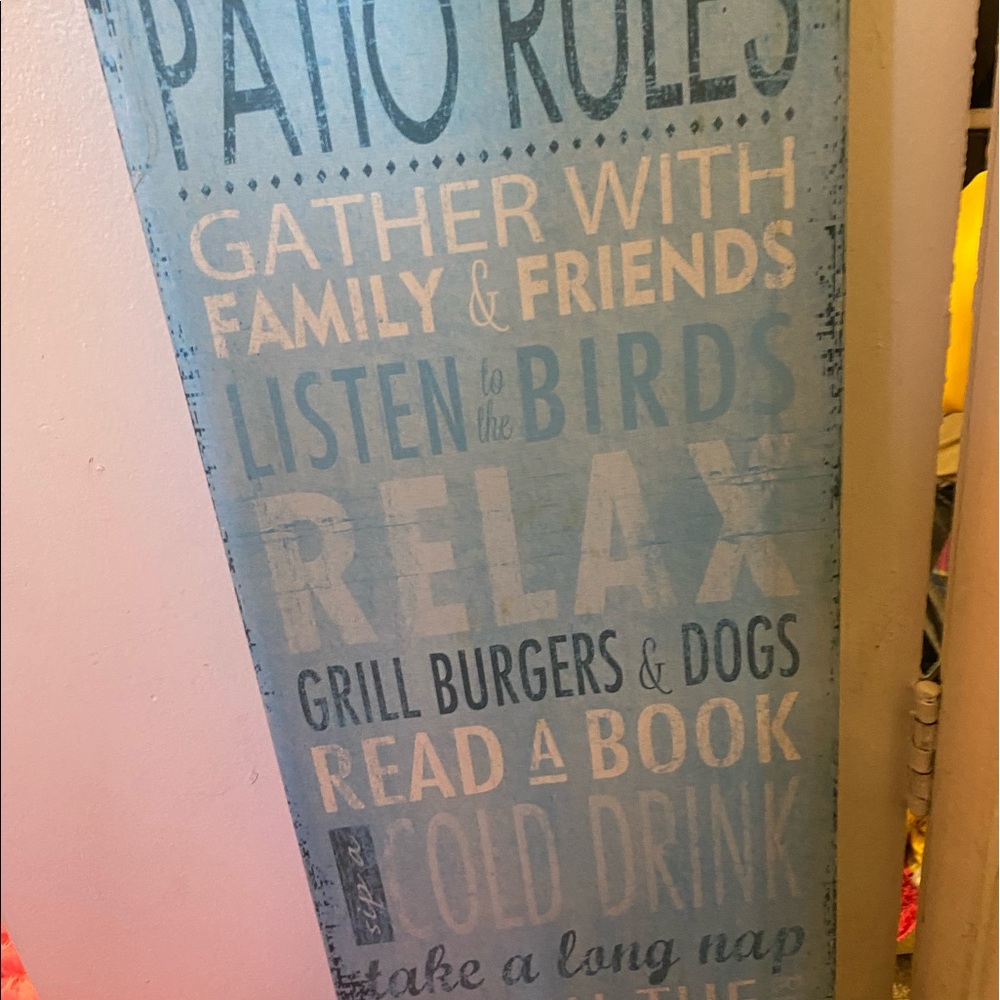 PATIO RULES
GATHER WITH
FAMILY & FRIENDS
LISTEN to the BIRDS
RELAX
GRILL BURGERS & DOGS
READ A BOOK
sip a COLD DRINK
take a long nap
THE